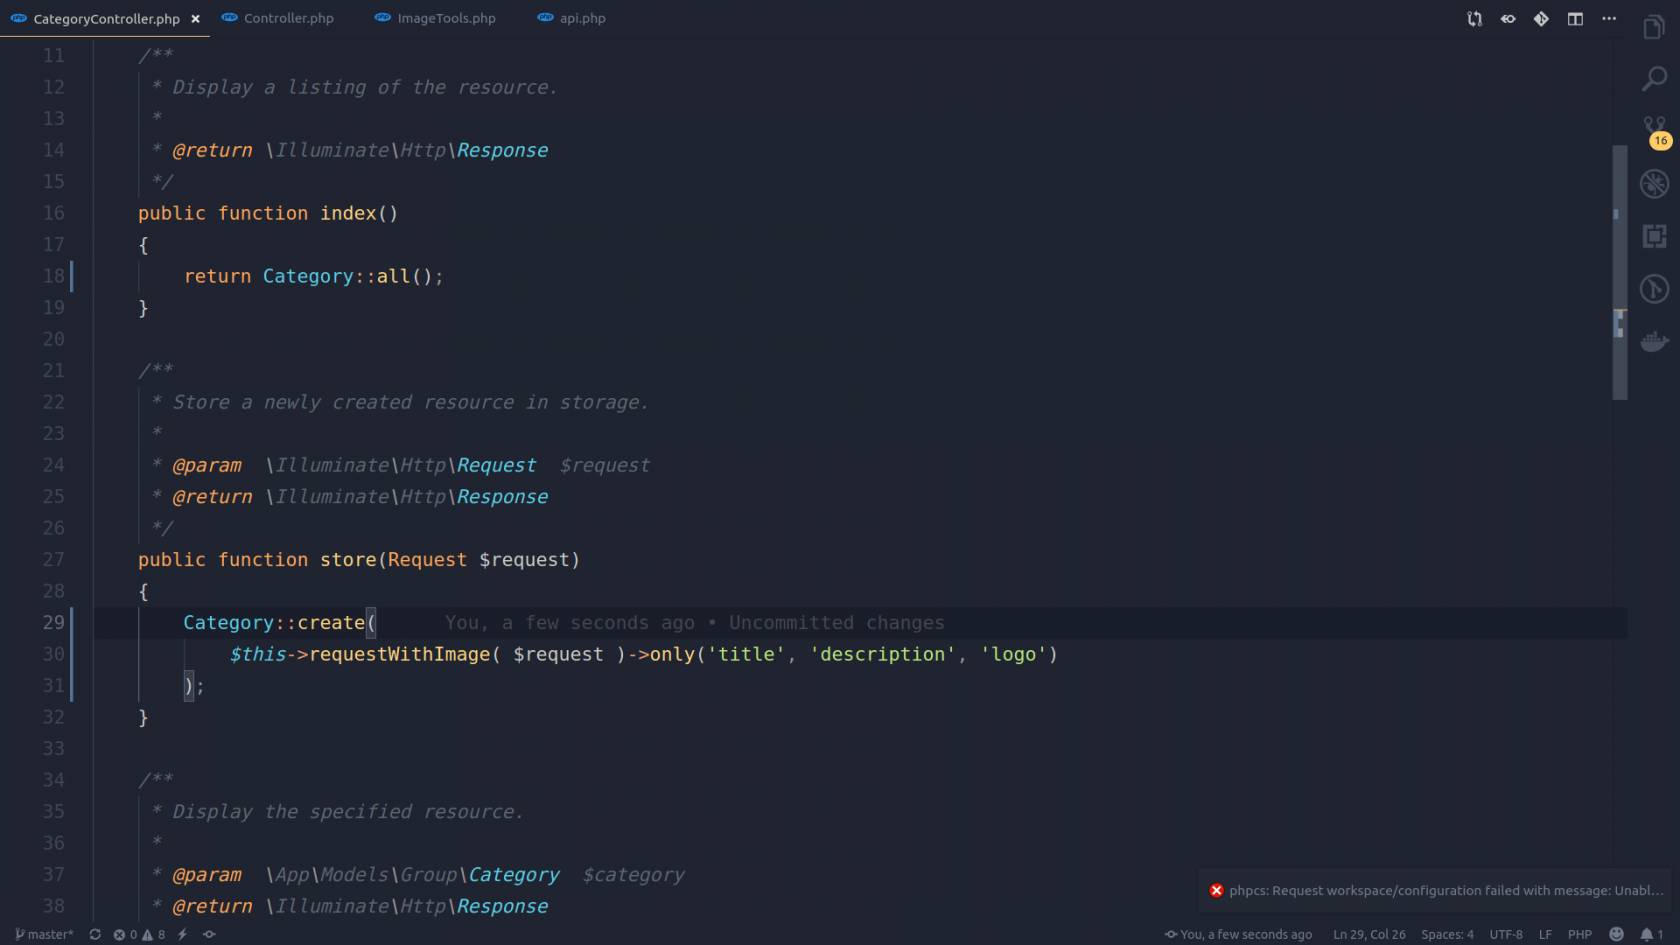 CategoryController.php × Controller.php ImageTools.php api.php
11 /**
12 * Display a listing of the resource.
13 *
14 * @return \Illuminate\Http\Response
15 */
16 public function index()
17 {
18 return Category::all();
19 }
20
21 /**
22 * Store a newly created resource in storage.
23 *
24 * @param \Illuminate\Http\Request $request
25 * @return \Illuminate\Http\Response
26 */
27 public function store(Request $request)
28 {
29 Category::create( You, a few seconds ago • Uncommitted changes
30 $this->requestWithImage( $request )->only('title', 'description', 'logo')
31 );
32 }
33
34 /**
35 * Display the specified resource.
36 *
37 * @param \App\Models\Group\Category $category
38 * @return \Illuminate\Http\Response
16
phpcs: Request workspace/configuration failed with message: Unabl...
master* 0 8 You, a few seconds ago Ln 29, Col 26 Spaces: 4 UTF-8 LF PHP 1